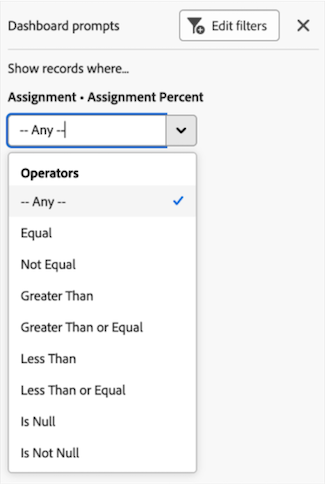 Dashboard prompts
Edit filters
Show records where...
Assignment • Assignment Percent
-- Any --
Operators
-- Any --
Equal
Not Equal
Greater Than
Greater Than or Equal
Less Than
Less Than or Equal
Is Null
Is Not Null